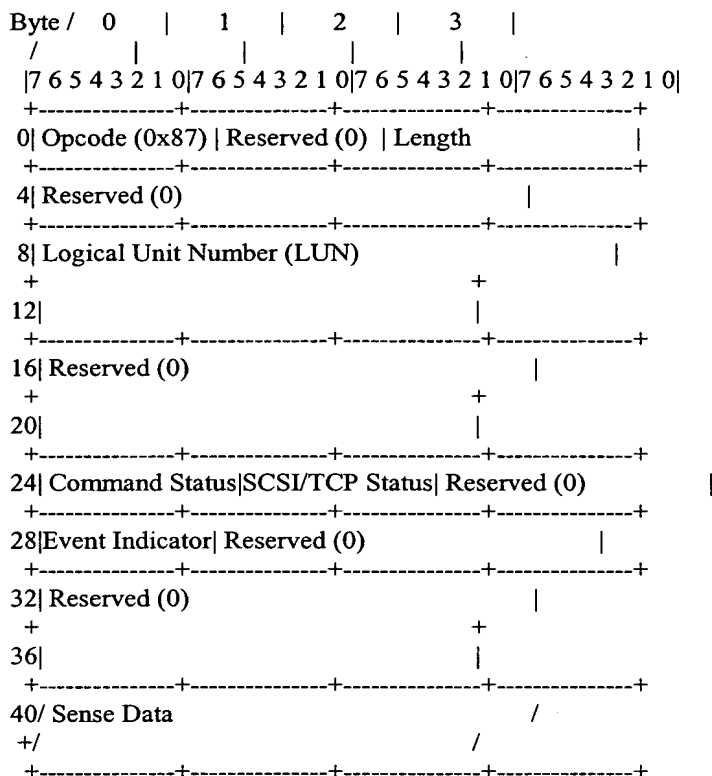 Byte / 0 | 1 | 2 | 3 |
/ | | | |
|7 6 5 4 3 2 1 0|7 6 5 4 3 2 1 0|7 6 5 4 3 2 1 0|7 6 5 4 3 2 1 0|
+---------------+---------------+---------------+---------------+
0| Opcode (0x87) | Reserved (0) | Length |
+---------------+---------------+---------------+---------------+
4| Reserved (0) |
+---------------+---------------+---------------+---------------+
8| Logical Unit Number (LUN) |
+ +
12| |
+---------------+---------------+---------------+---------------+
16| Reserved (0) |
+ +
20| |
+---------------+---------------+---------------+---------------+
24| Command Status|SCSI/TCP Status| Reserved (0) |
+---------------+---------------+---------------+---------------+
28|Event Indicator| Reserved (0) |
+---------------+---------------+---------------+---------------+
32| Reserved (0) |
+ +
36| |
+---------------+---------------+---------------+---------------+
40/ Sense Data /
+/ /
+---------------+---------------+---------------+---------------+